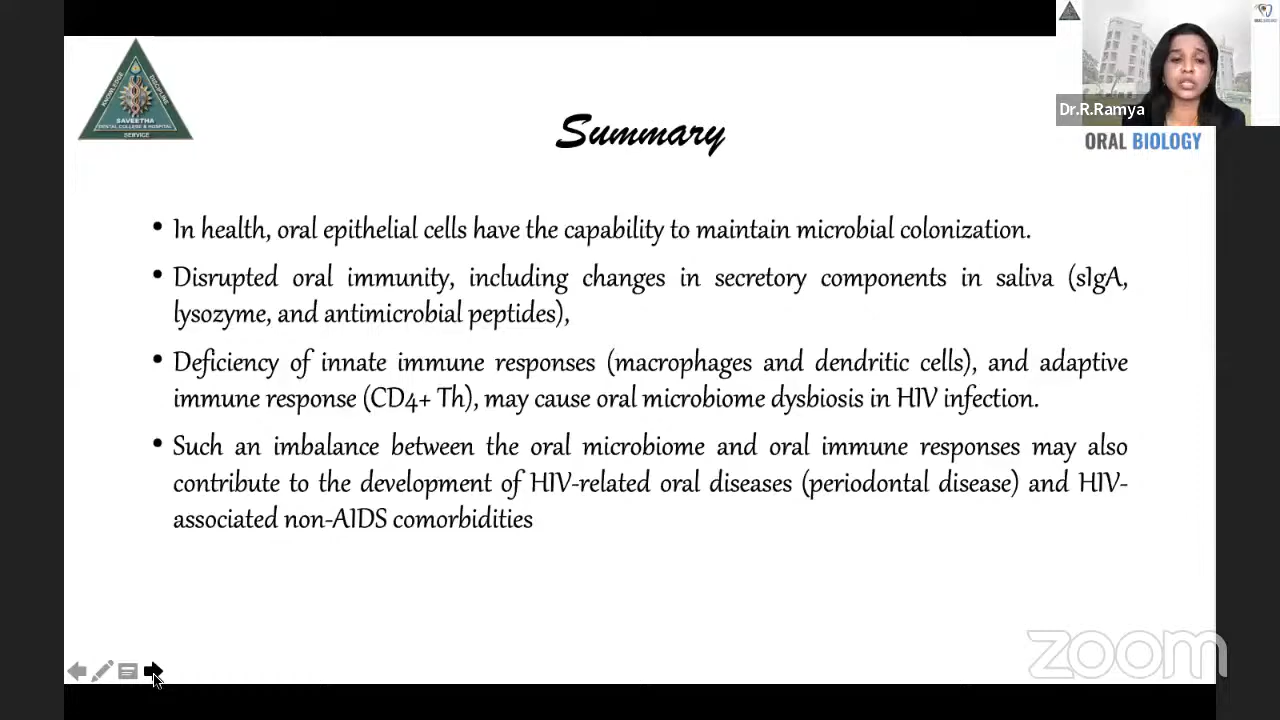 KNOWLEDGE
DISCIPLINE
SAVEETHA
DENTAL COLLEGE & HOSPITAL
SERVICE
Dr.R.Ramya
ORAL BIOLOGY
Summary
• In health, oral epithelial cells have the capability to maintain microbial colonization.
• Disrupted oral immunity, including changes in secretory components in saliva (sIgA,
lysozyme, and antimicrobial peptides),
• Deficiency of innate immune responses (macrophages and dendritic cells), and adaptive
immune response (CD4+ Th), may cause oral microbiome dysbiosis in HIV infection.
• Such an imbalance between the oral microbiome and oral immune responses may also
contribute to the development of HIV-related oral diseases (periodontal disease) and HIV-
associated non-AIDS comorbidities
zoom